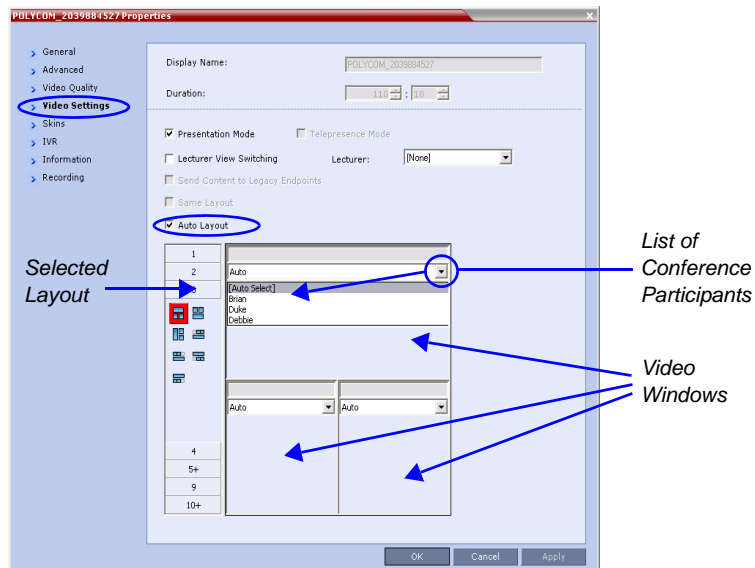 POLYCOM_2039884527 Properties
General
Advanced
Video Quality
Video Settings
Skins
IVR
Information
Recording
Display Name:
POLYCOM_2039884527
Duration:
110 : 10
Presentation Mode
Telepresence Mode
Lecturer View Switching
Lecturer:
[None]
Send Content to Legacy Endpoints
Same Layout
Auto Layout
1
2
Auto
[Auto Select]
Brian
Duke
Debbie
Auto
Auto
4
5+
9
10+
OK
Cancel
Apply
Selected
Layout
List of
Conference
Participants
Video
Windows